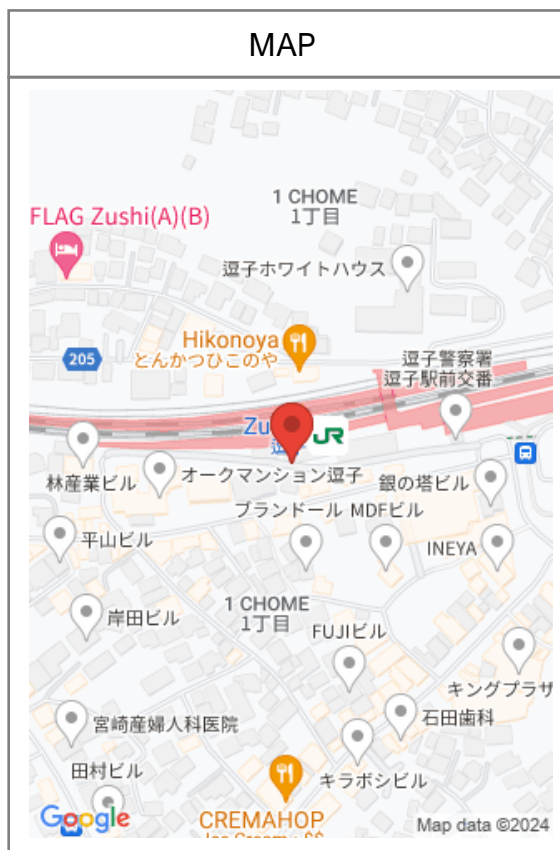 MAP
1 CHOME
1丁目
FLAG Zushi(A)(B)
逗子ホワイトハウス
Hikonoya
とんかつひこのや
205
逗子警察署
逗子駅前交番
Zu
JR
林産業ビル
オークマンション逗子
銀の塔ビル
ブランドール
MDFビル
平山ビル
INEYA
1 CHOME
1丁目
岸田ビル
FUJIビル
キングプラザ
石田歯科
宮崎産婦人科医院
田村ビル
キラボシビル
CREMAHOP
Google
Map data ©2024